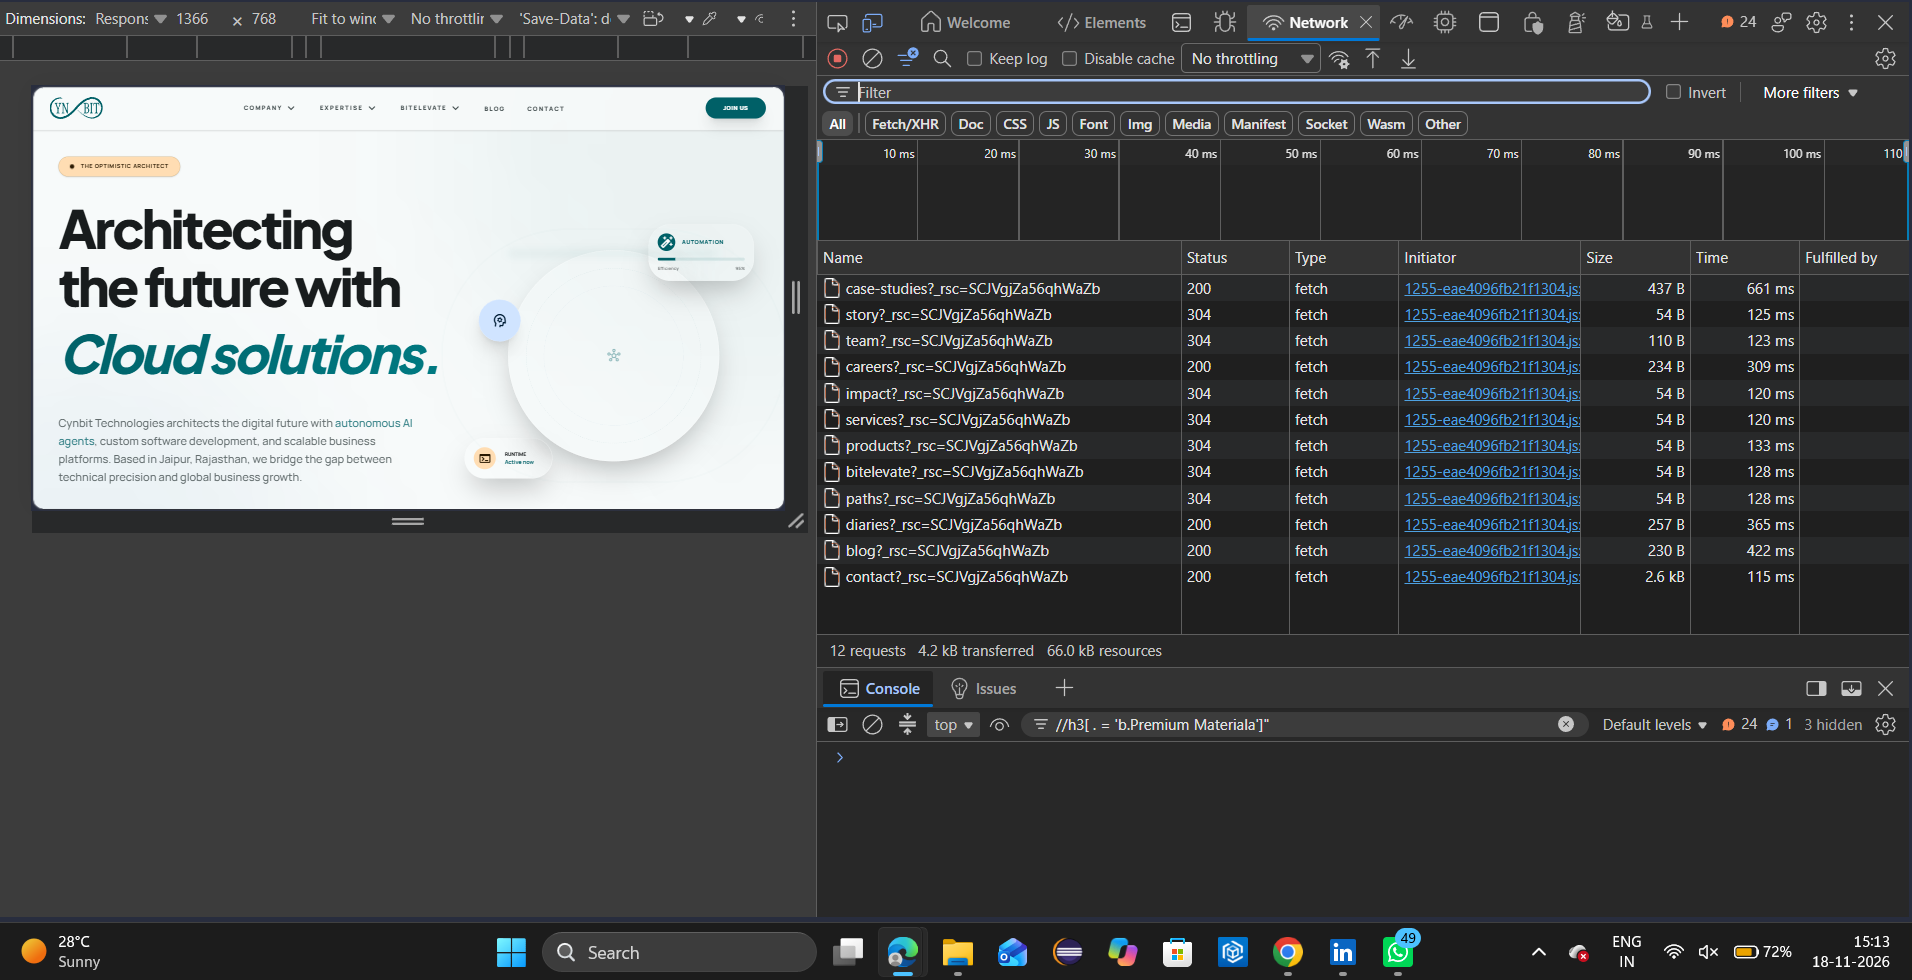 Dimensions: Respons 1366 × 768 Fit to wind No throttlir 'Save-Data': d
Welcome Elements Network 24
Keep log Disable cache No throttling
Filter Invert More filters
All Fetch/XHR Doc CSS JS Font Img Media Manifest Socket Wasm Other
10 ms 20 ms 30 ms 40 ms 50 ms 60 ms 70 ms 80 ms 90 ms 100 ms 110
YN BIT COMPANY EXPERTISE BITELEVATE BLOG CONTACT JOIN US
THE OPTIMISTIC ARCHITECT
Architecting
the future with
Cloud solutions.
AUTOMATION
Efficiency 98%
RUNTIME
Active now
Cynbit Technologies architects the digital future with autonomous AI
agents, custom software development, and scalable business
platforms. Based in Jaipur, Rajasthan, we bridge the gap between
technical precision and global business growth.
Name Status Type Initiator Size Time Fulfilled by
case-studies?_rsc=SCJVgjZa56qhWaZb 200 fetch 1255-eae4096fb21f1304.js: 437 B 661 ms
story?_rsc=SCJVgjZa56qhWaZb 304 fetch 1255-eae4096fb21f1304.js: 54 B 125 ms
team?_rsc=SCJVgjZa56qhWaZb 304 fetch 1255-eae4096fb21f1304.js: 110 B 123 ms
careers?_rsc=SCJVgjZa56qhWaZb 200 fetch 1255-eae4096fb21f1304.js: 234 B 309 ms
impact?_rsc=SCJVgjZa56qhWaZb 304 fetch 1255-eae4096fb21f1304.js: 54 B 120 ms
services?_rsc=SCJVgjZa56qhWaZb 304 fetch 1255-eae4096fb21f1304.js: 54 B 120 ms
products?_rsc=SCJVgjZa56qhWaZb 304 fetch 1255-eae4096fb21f1304.js: 54 B 133 ms
bitelevate?_rsc=SCJVgjZa56qhWaZb 304 fetch 1255-eae4096fb21f1304.js: 54 B 128 ms
paths?_rsc=SCJVgjZa56qhWaZb 304 fetch 1255-eae4096fb21f1304.js: 54 B 128 ms
diaries?_rsc=SCJVgjZa56qhWaZb 200 fetch 1255-eae4096fb21f1304.js: 257 B 365 ms
blog?_rsc=SCJVgjZa56qhWaZb 200 fetch 1255-eae4096fb21f1304.js: 230 B 422 ms
contact?_rsc=SCJVgjZa56qhWaZb 200 fetch 1255-eae4096fb21f1304.js: 2.6 kB 115 ms
12 requests 4.2 kB transferred 66.0 kB resources
Console Issues
top //h3[ . = 'b.Premium Materiala']" Default levels 24 1 3 hidden
28°C
Sunny
Search
49
ENG
IN
72%
15:13
18-11-2026